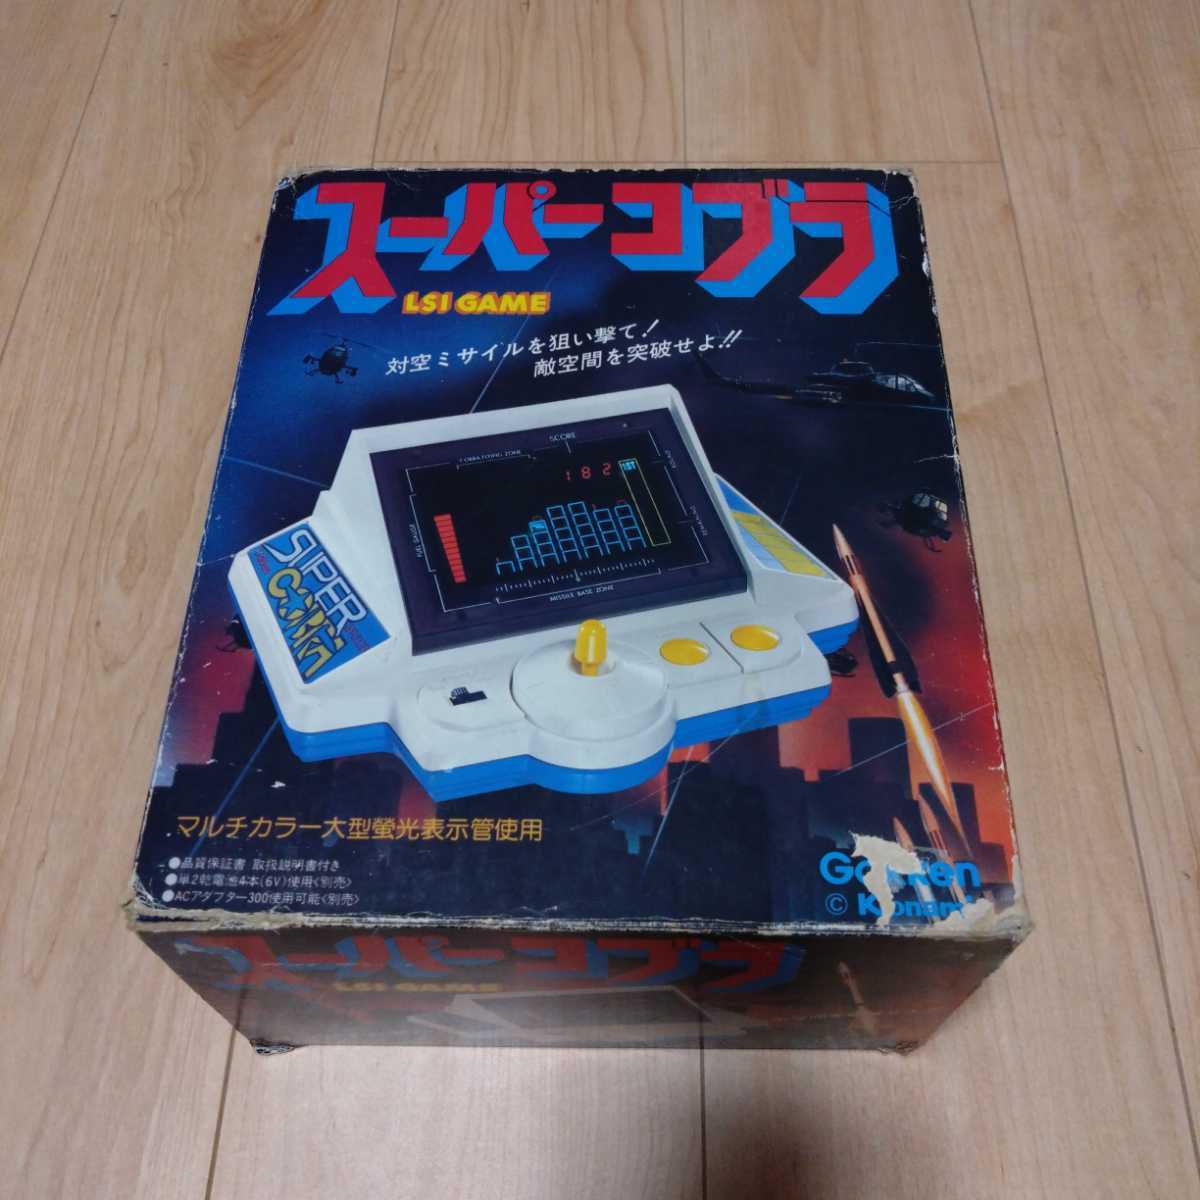 スーパーコブラ
LSI GAME
対空ミサイルを狙い撃て!
敵空間を突破せよ!!
SCORE
182
1ST
FUEL GAUGE
MISSILE BASE ZONE
SUPER
COBRA
マルチカラー大型螢光表示管使用
●品質保証書 取扱説明書付き
●単2乾電池4本(6V)使用<別売>
●ACアダプター300使用可能<別売>
Gakken
© Konami
スーパーコブラ
LSI GAME